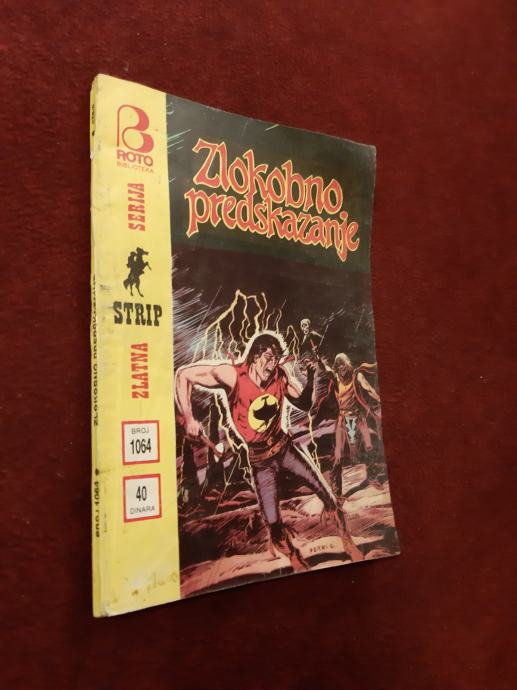 ROTO
BIBLIOTEKA
ZLATNA
STRIP
SERIJA
BROJ
1064
40
DINARA
Zlokobno
predskazanje
BROJ 1064 ZLOKOBNO PREDSKAZANJE